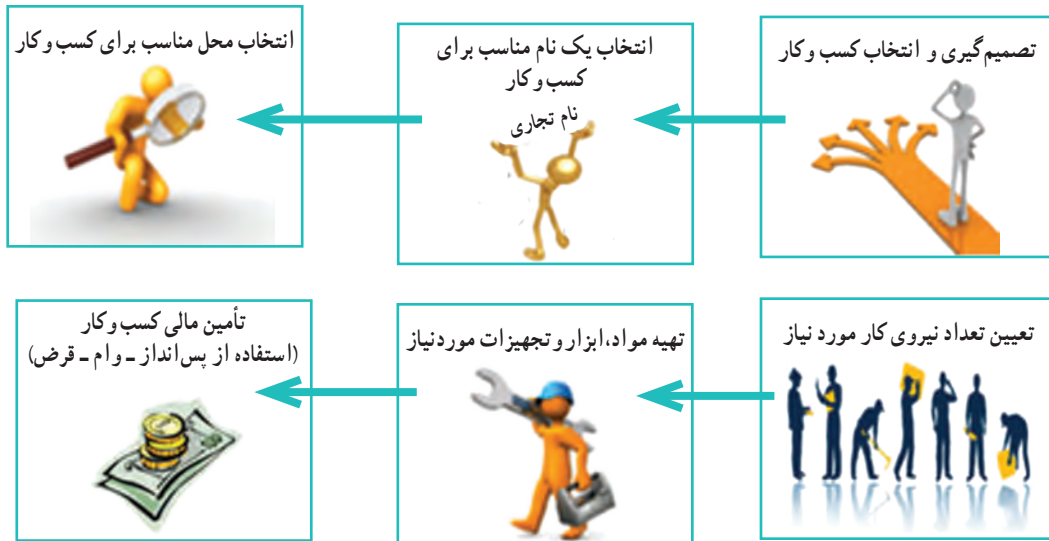 تصمیم‌گیری و انتخاب کسب و کار
انتخاب یک نام مناسب برای
کسب و کار
نام تجاری
انتخاب محل مناسب برای کسب و کار
تعیین تعداد نیروی کار مورد نیاز
تهیه مواد، ابزار و تجهیزات مورد نیاز
تأمین مالی کسب و کار
(استفاده از پس‌انداز ـ وام ـ قرض)